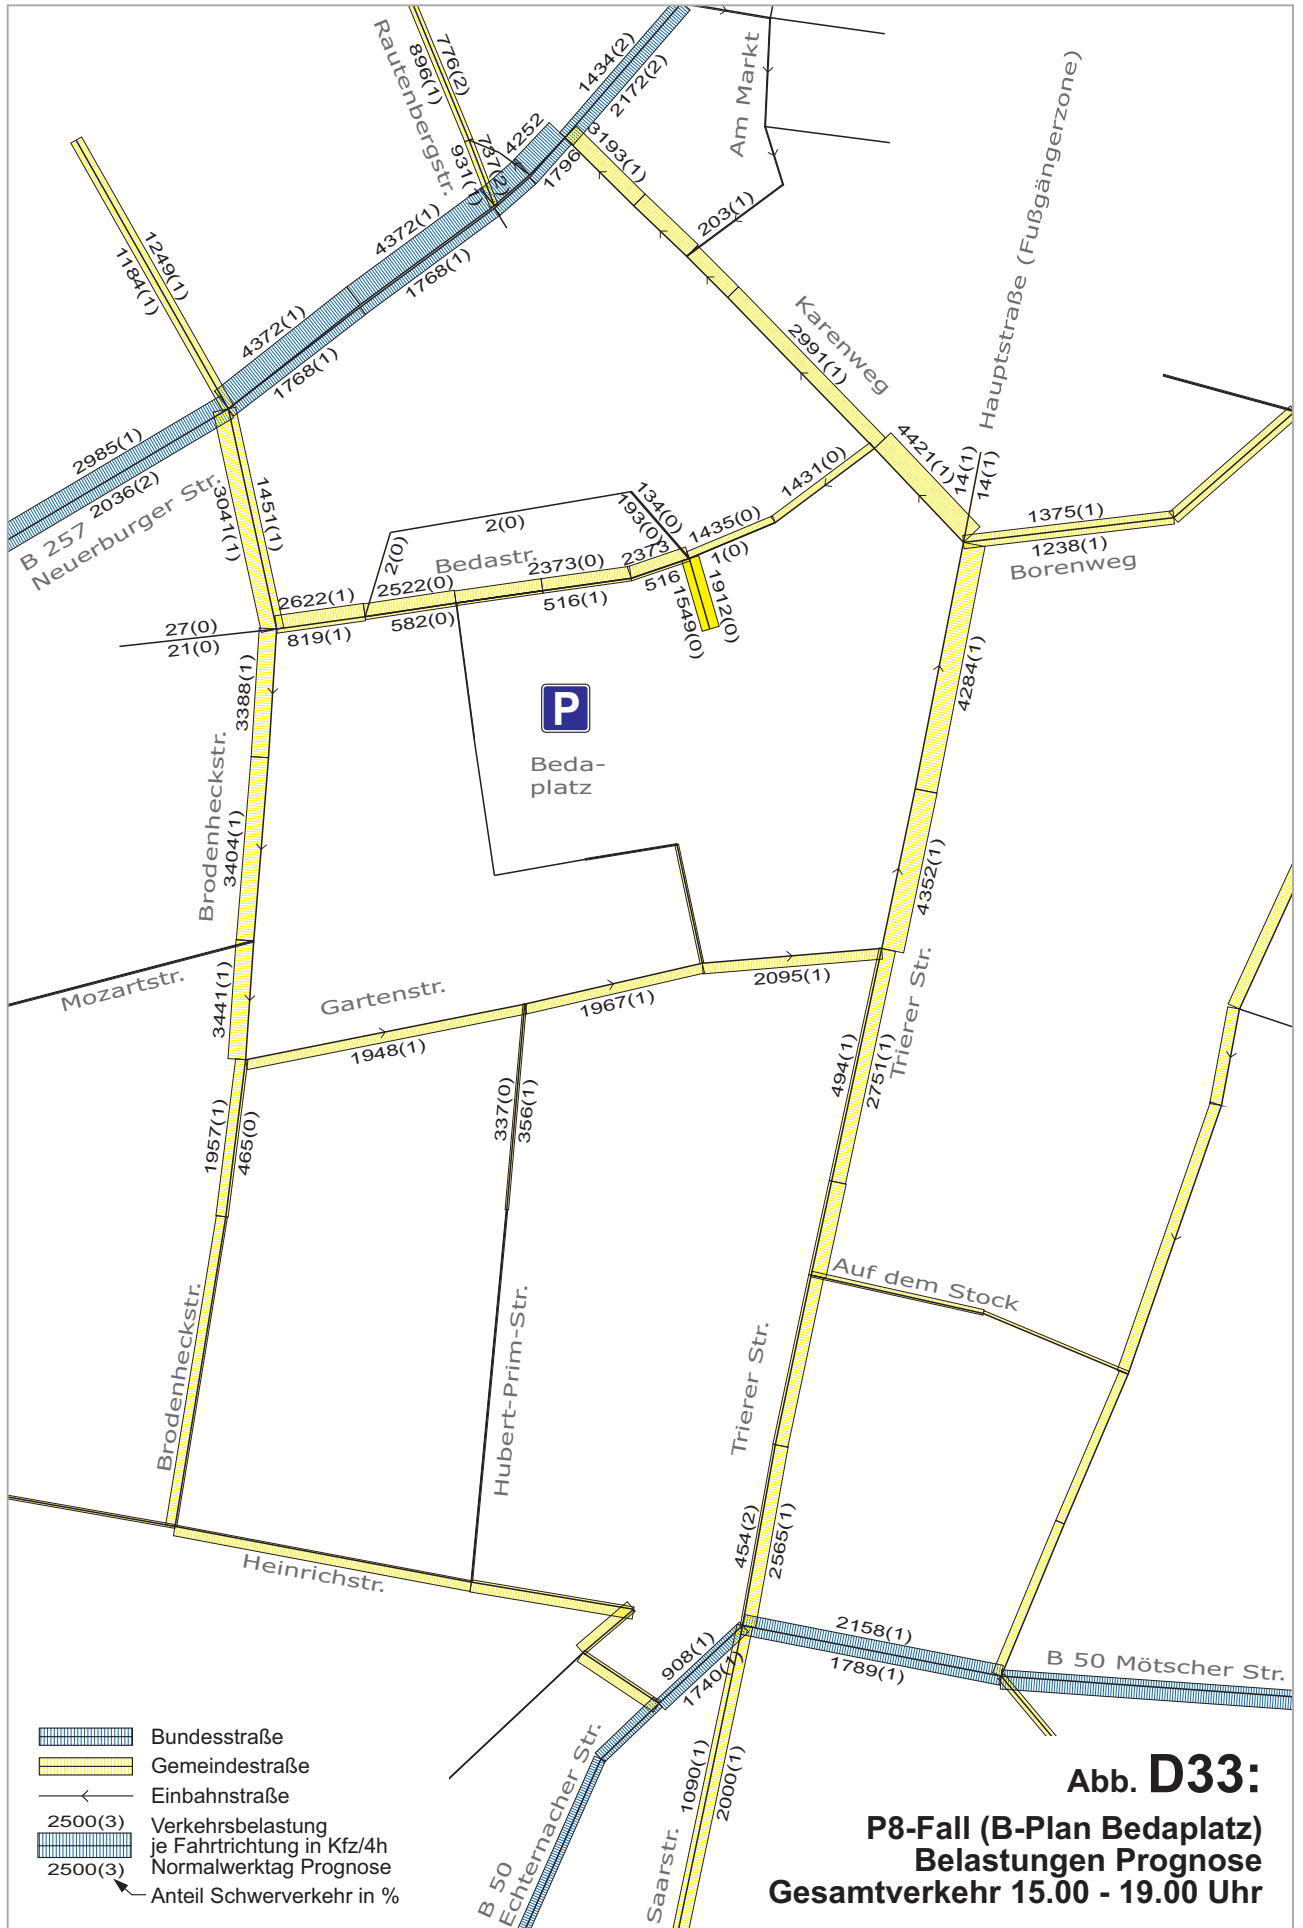 776(2)
896(1)
Rautenbergstr.
737(2)
931(1)
4252
1796
1434(2)
2172(2)
Am Markt
3193(1)
203(1)
Karenweg
2991(1)
4421(1)
Hauptstraße (Fußgängerzone)
14(1)
14(1)
1375(1)
1238(1)
Borenweg
1249(1)
1184(1)
4372(1)
1768(1)
4372(1)
1768(1)
2985(1)
2036(2)
B 257
Neuerburger Str.
3041(1)
1451(1)
2(0)
2(0)
134(0)
193(0)
1435(0)
1431(0)
1(0)
Bedastr.
2622(1)
819(1)
2522(0)
582(0)
2373(0)
516(1)
2373
516
1549(0)
1912(0)
27(0)
21(0)
P
Beda-
platz
3388(1)
Brodenheckstr.
3404(1)
3441(1)
Mozartstr.
Gartenstr.
1948(1)
1967(1)
2095(1)
4284(1)
4352(1)
Trierer Str.
494(1)
2751(1)
1957(1)
465(0)
337(0)
356(1)
Auf dem Stock
Brodenheckstr.
Hubert-Prim-Str.
Trierer Str.
454(2)
2565(1)
Heinrichstr.
908(1)
1740(1)
2158(1)
1789(1)
B 50 Mötscher Str.
1090(1)
2000(1)
Saarstr.
B 50
Echternacher Str.
Bundesstraße
Gemeindestraße
Einbahnstraße
2500(3) Verkehrsbelastung
je Fahrtrichtung in Kfz/4h
2500(3) Normalwerktag Prognose
Anteil Schwerverkehr in %
Abb. D33:
P8-Fall (B-Plan Bedaplatz)
Belastungen Prognose
Gesamtverkehr 15.00 - 19.00 Uhr